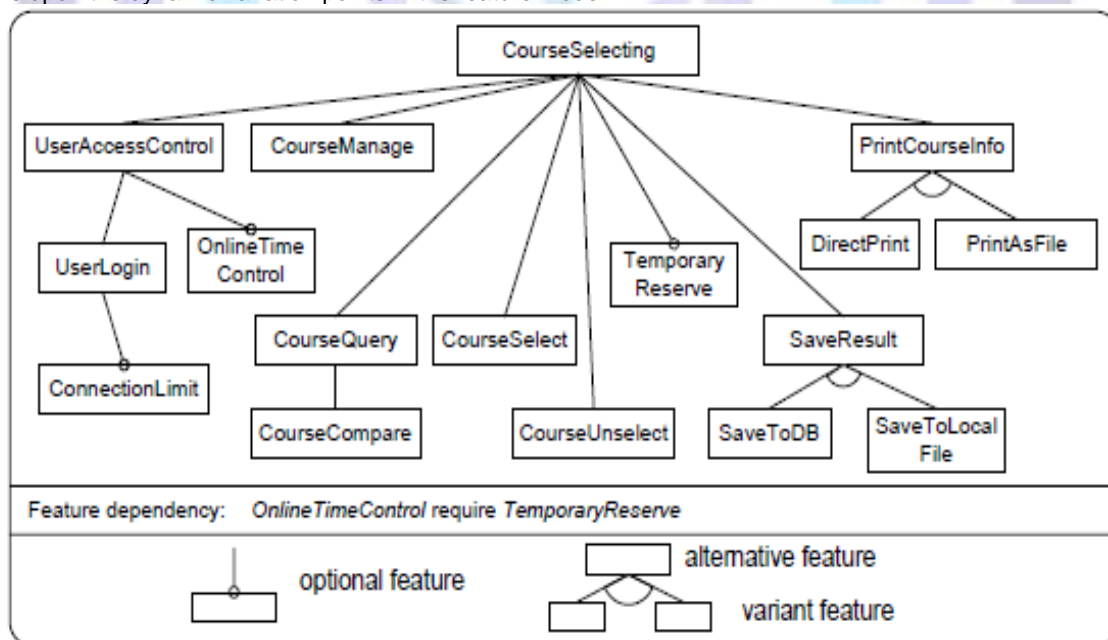 CourseSelecting
UserAccessControl
CourseManage
PrintCourseInfo
UserLogin
OnlineTime
Control
Temporary
Reserve
DirectPrint
PrintAsFile
ConnectionLimit
CourseQuery
CourseSelect
SaveResult
CourseCompare
CourseUnselect
SaveToDB
SaveToLocal
File
Feature dependency: OnlineTimeControl require TemporaryReserve
optional feature
alternative feature
variant feature